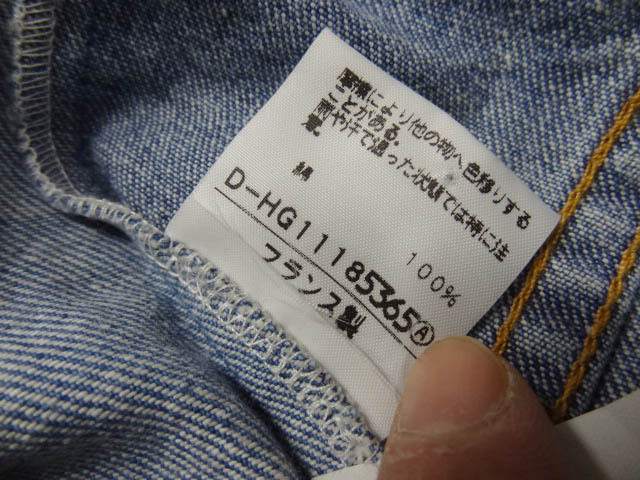 摩擦により他の物へ色移りする
ことがある.
雨や汗で湿った状態では特に注
意.
綿 100%
D-HG11185365Ⓐ
フランス製